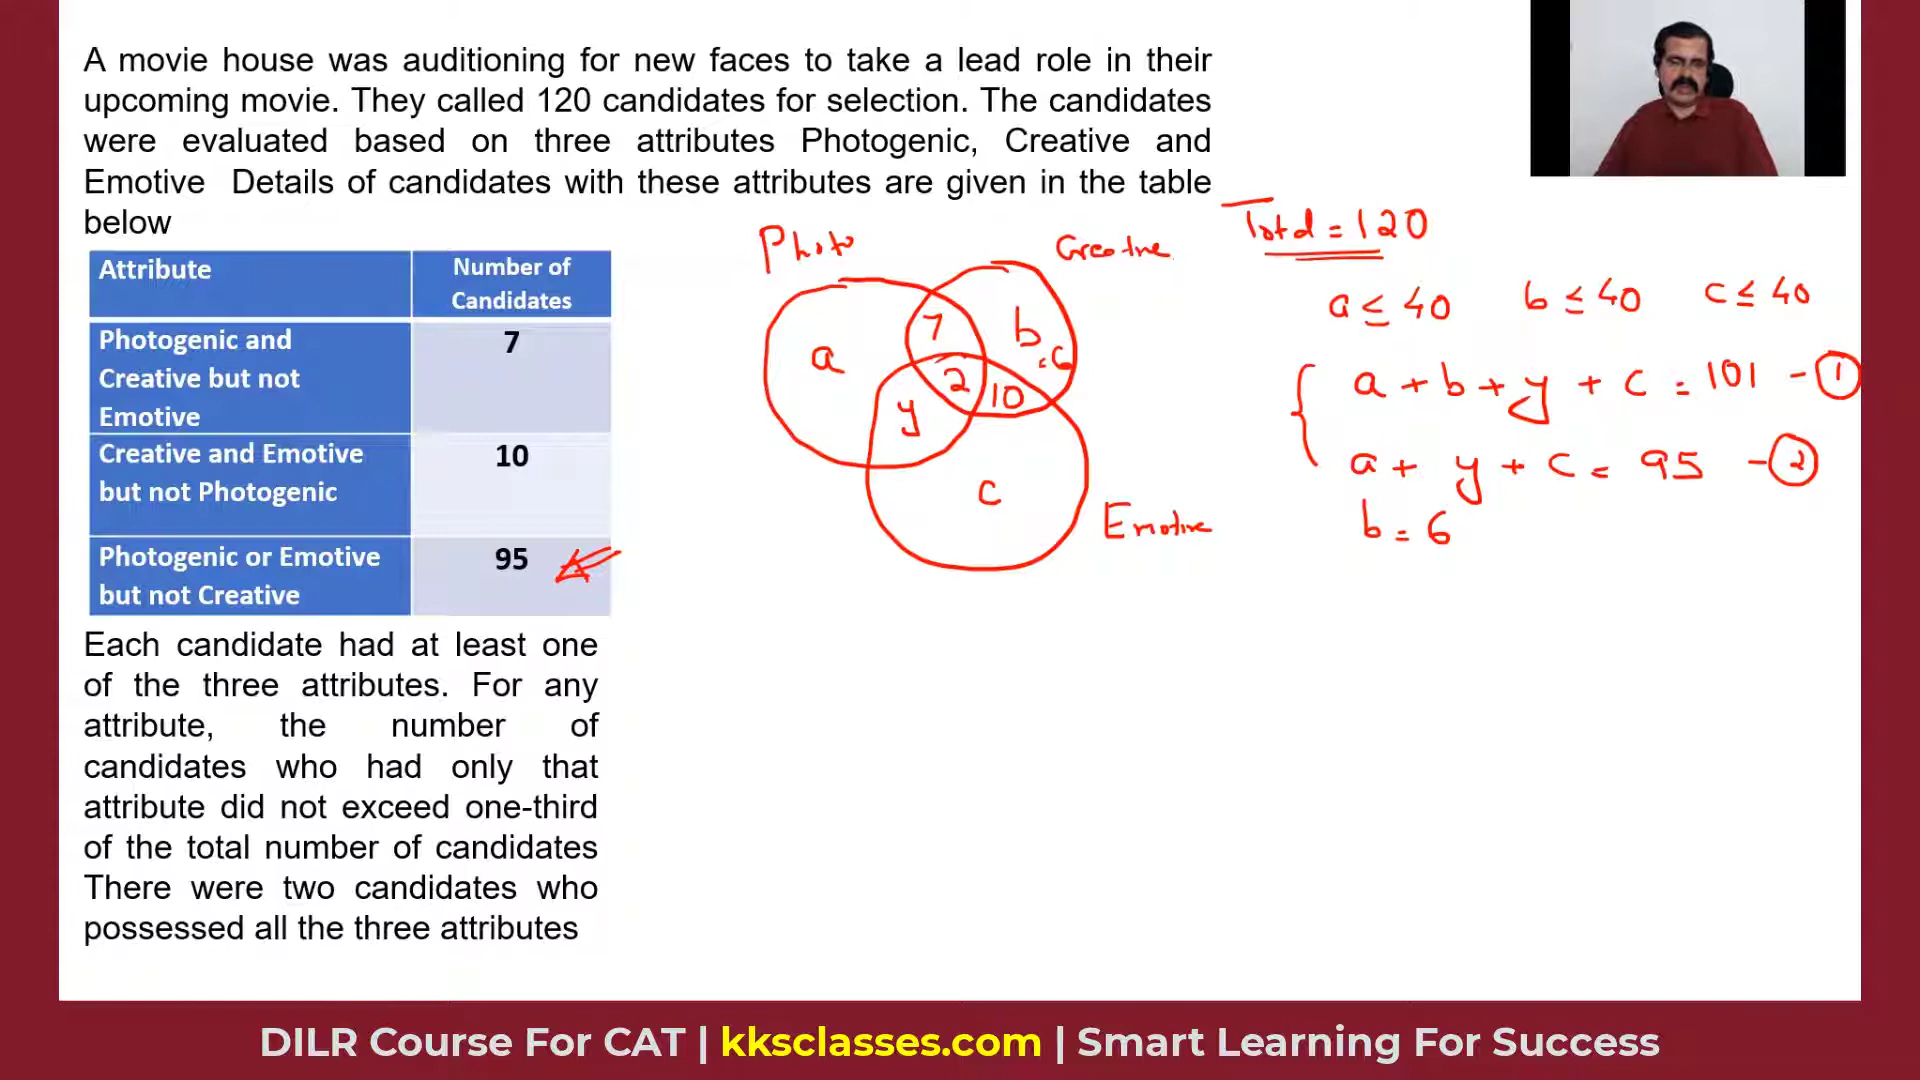 A movie house was auditioning for new faces to take a lead role in their
upcoming movie. They called 120 candidates for selection. The candidates
were evaluated based on three attributes Photogenic, Creative and
Emotive Details of candidates with these attributes are given in the table
below
Attribute
Number of
Candidates
Photogenic and
Creative but not
Emotive
7
Creative and Emotive
but not Photogenic
10
Photogenic or Emotive
but not Creative
95
Each candidate had at least one
of the three attributes. For any
attribute, the number of
candidates who had only that
attribute did not exceed one-third
of the total number of candidates
There were two candidates who
possessed all the three attributes
Photo
Creative
a
7
b
=6
2
10
y
c
Emotive
Total = 120
a ≤ 40 b ≤ 40 c ≤ 40
a + b + y + c = 101 - 1
a + y + c = 95 - 2
b = 6
DILR Course For CAT | kksclasses.com | Smart Learning For Success